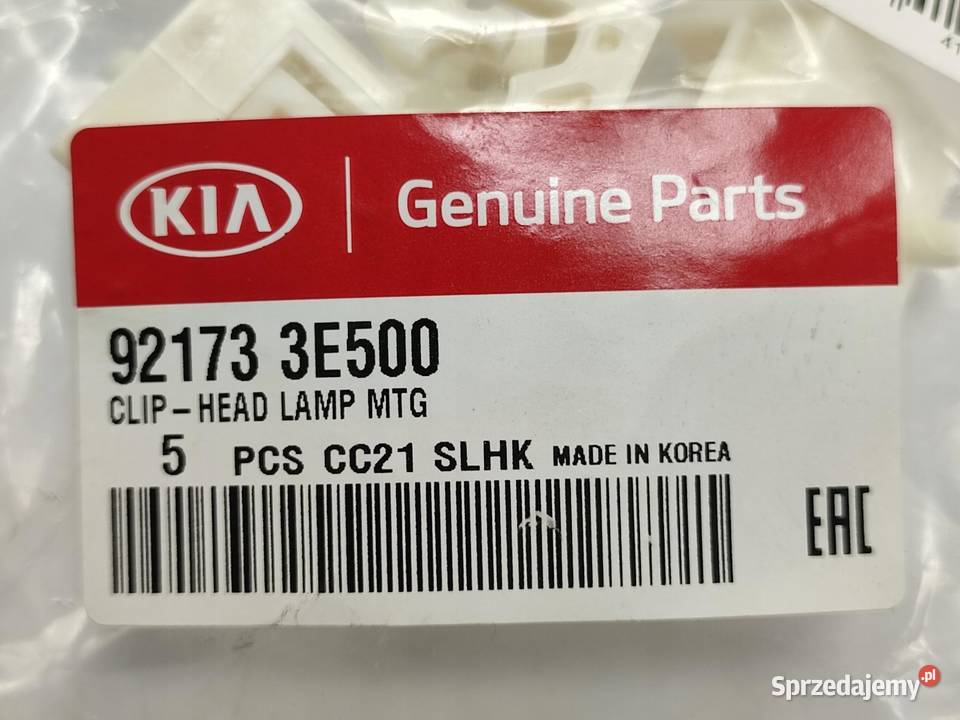 KIA Genuine Parts
92173 3E500
CLIP-HEAD LAMP MTG
5 PCS CC21 SLHK MADE IN KOREA
EAC
Sprzedajemy.pl